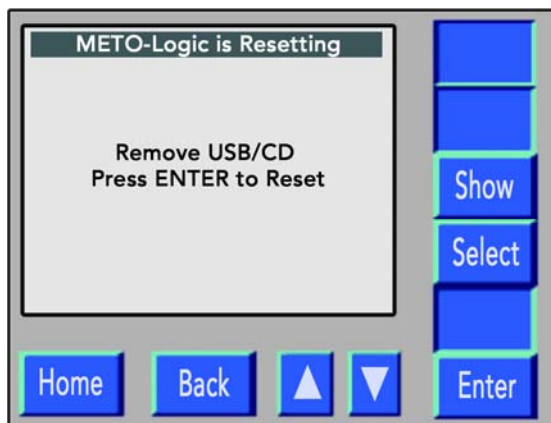 METO-Logic is Resetting
Remove USB/CD
Press ENTER to Reset
Show
Select
Home
Back
Enter